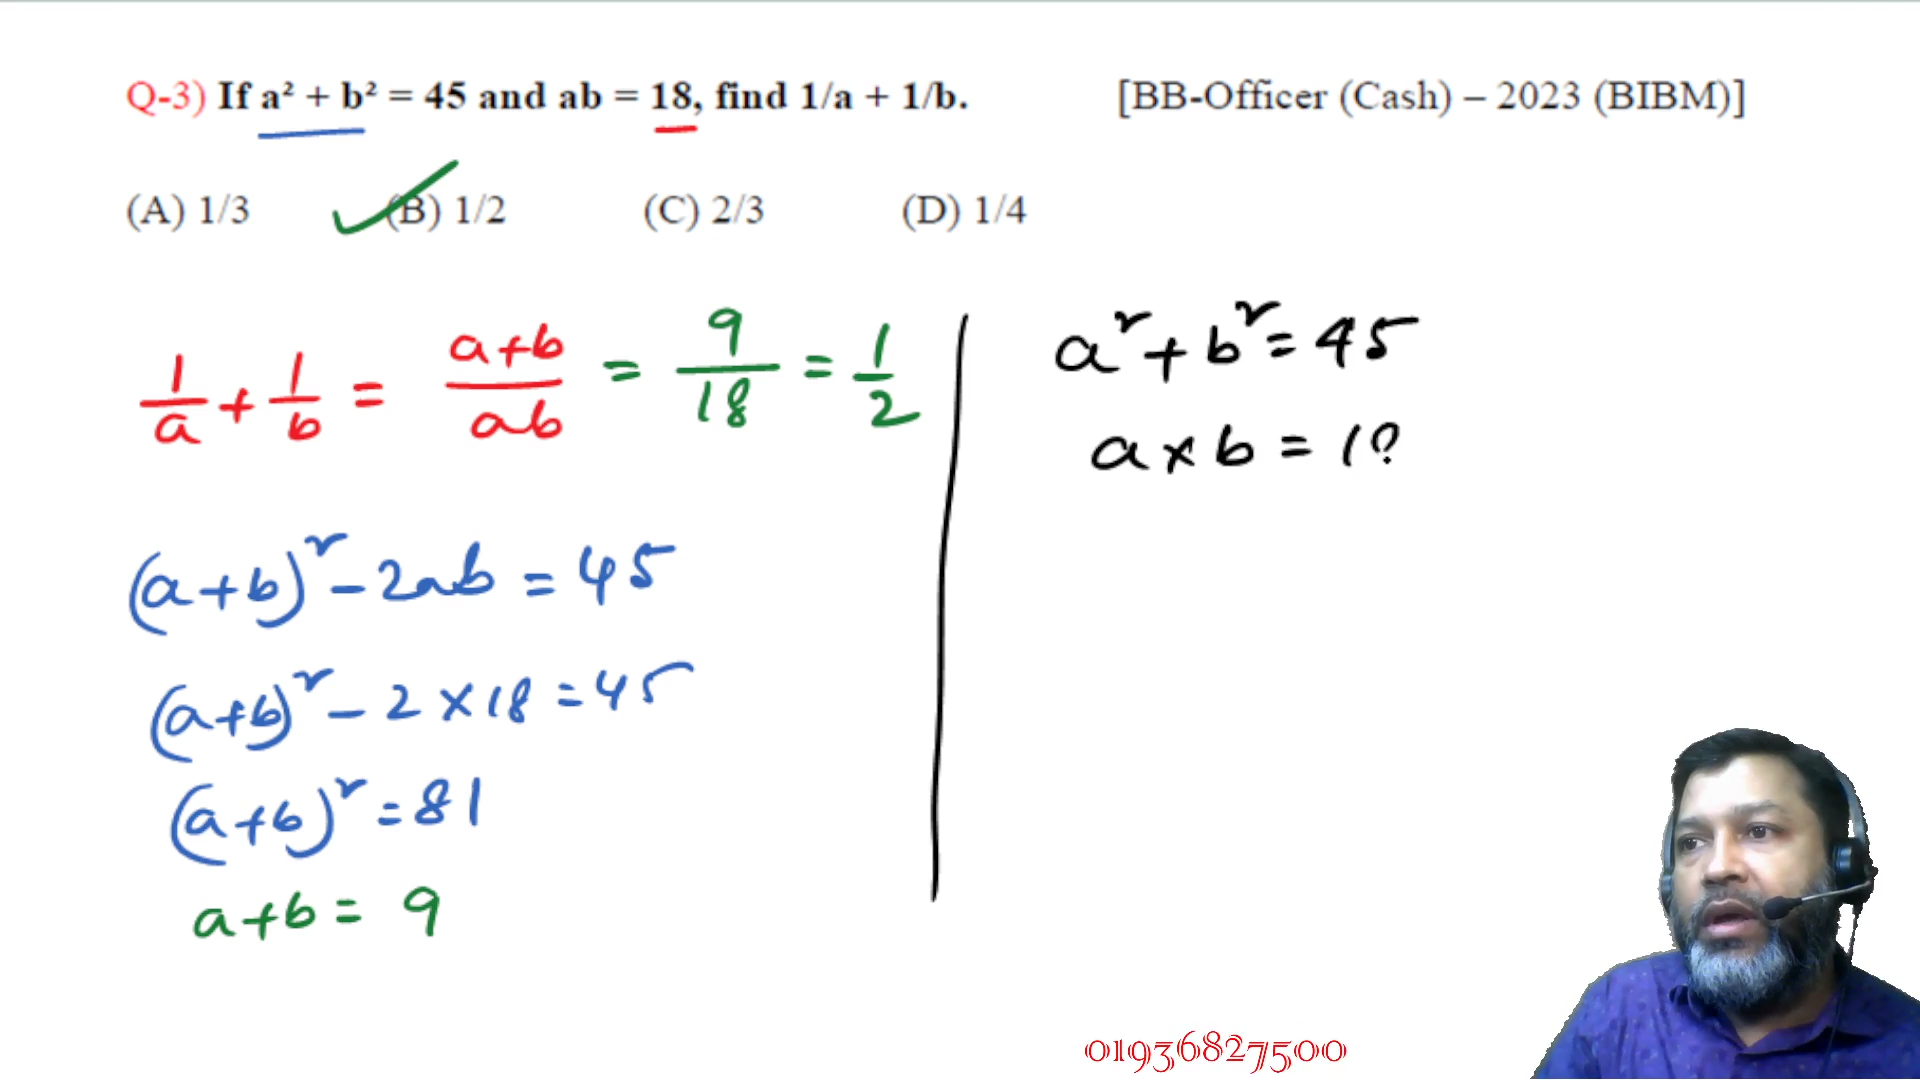 Q-3) If a² + b² = 45 and ab = 18, find 1/a + 1/b. [BB-Officer (Cash) – 2023 (BIBM)]
(A) 1/3 (B) 1/2 (C) 2/3 (D) 1/4
1/a + 1/b = a+b/ab = 9/18 = 1/2
(a+b)² - 2ab = 45
(a+b)² - 2 × 18 = 45
(a+b)² = 81
a+b = 9
a² + b² = 45
a × b = 1
01936827500